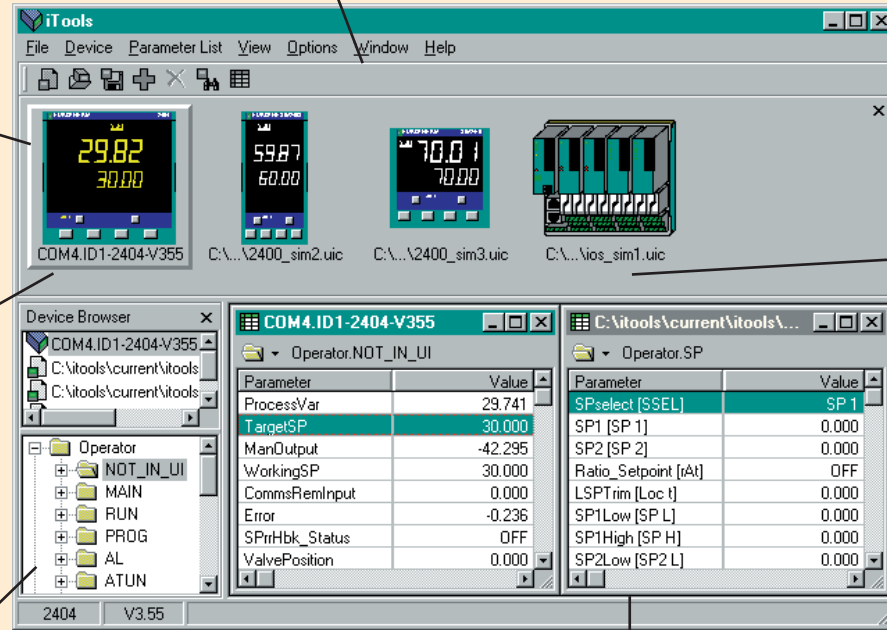 iTools
File Device Parameter List View Options Window Help
29.82
30.00
59.87
60.00
70.01
70.00
COM4.ID1-2404-V355
C:\...\2400_sim2.uic
C:\...\2400_sim3.uic
C:\...\ios_sim1.uic
Device Browser
COM4.ID1-2404-V355
C:\itools\current\itools
C:\itools\current\itools
Operator
NOT_IN_UI
MAIN
RUN
PROG
AL
ATUN
COM4.ID1-2404-V355
Operator.NOT_IN_UI
Parameter Value
ProcessVar 29.741
TargetSP 30.000
ManOutput -42.295
WorkingSP 30.000
CommsRemInput 0.000
Error -0.236
SPrrHbk_Status OFF
ValvePosition 0.000
C:\itools\current\itools\...
Operator.SP
Parameter Value
SPselect [SSEL] SP 1
SP1 [SP 1] 0.000
SP2 [SP 2] 0.000
Ratio_Setpoint [rAt] OFF
LSPTrim [Loc t] 0.000
SP1Low [SP L] 0.000
SP1High [SP H] 0.000
SP2Low [SP2 L] 0.000
2404 V3.55